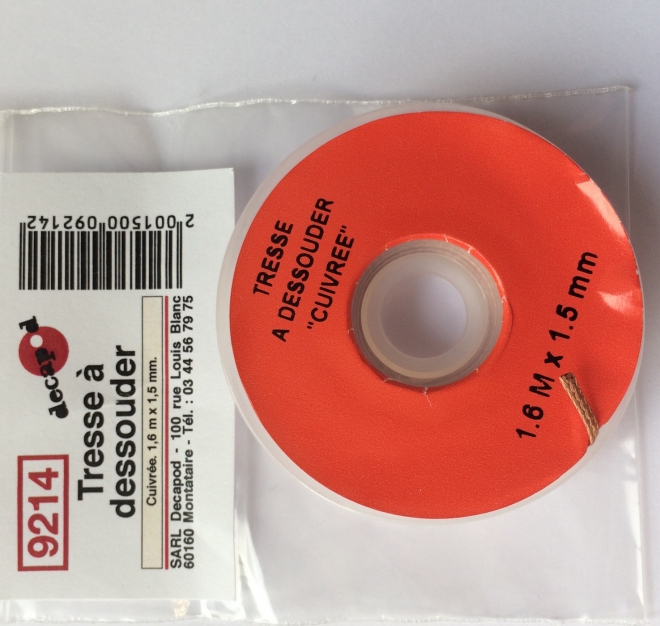 9214
decapod
Tresse à
dessouder
Cuivrée. 1,6 m x 1,5 mm.
SARL Decapod - 100 rue Louis Blanc
60160 Montataire - Tél. : 03 44 56 79 75
2 001500 092142
TRESSE
A DESSOUDER
"CUIVREE"
1.6 M x 1.5 mm